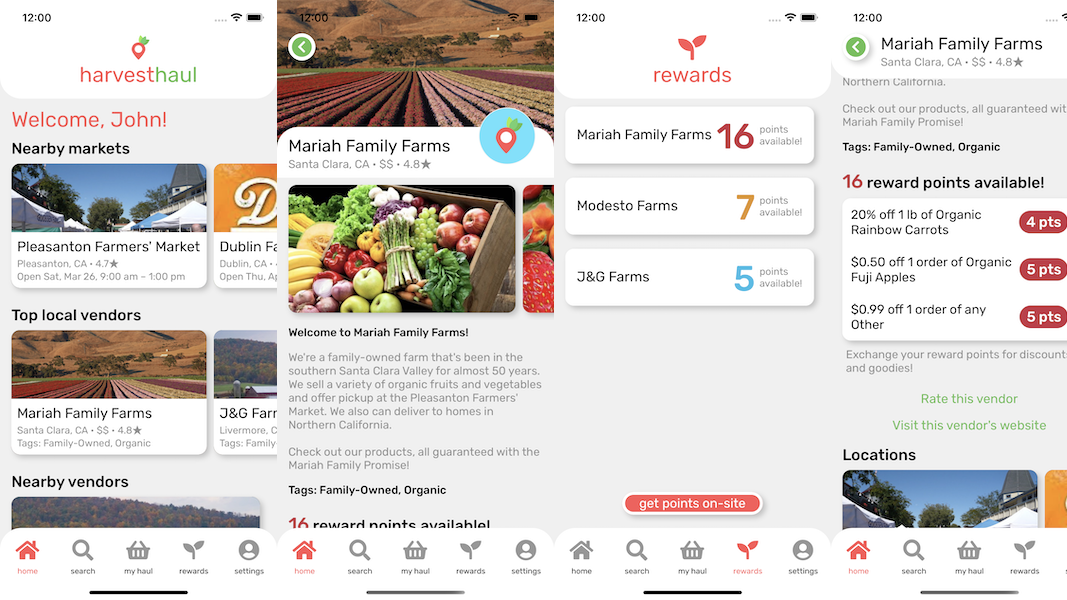 12:00
harvesthaul
Welcome, John!
Nearby markets
Pleasanton Farmers' Market
Pleasanton, CA • 4.7★
Open Sat, Mar 26, 9:00 am – 1:00 pm
Dublin Fa
Dublin, CA •
Open Thu, Ap
Top local vendors
Mariah Family Farms
Santa Clara, CA • $$ • 4.8★
Tags: Family-Owned, Organic
J&G Farr
Livermore, C
Tags: Family-
Nearby vendors
home
search
my haul
rewards
settings
12:00
Mariah Family Farms
Santa Clara, CA • $$ • 4.8★
Welcome to Mariah Family Farms!
We're a family-owned farm that's been in the
southern Santa Clara Valley for almost 50 years.
We sell a variety of organic fruits and vegetables
and offer pickup at the Pleasanton Farmers'
Market. We also can deliver to homes in
Northern California.
Check out our products, all guaranteed with the
Mariah Family Promise!
Tags: Family-Owned, Organic
16 reward points available!
home
search
my haul
rewards
settings
12:00
rewards
Mariah Family Farms 16 points available!
Modesto Farms 7 points available!
J&G Farms 5 points available!
get points on-site
home
search
my haul
rewards
settings
12:00
Mariah Family Farms
Santa Clara, CA • $$ • 4.8★
Northern California.
Check out our products, all guaranteed wit
Mariah Family Promise!
Tags: Family-Owned, Organic
16 reward points available!
20% off 1 lb of Organic
Rainbow Carrots
4 pts
$0.50 off 1 order of Organic
Fuji Apples
5 pts
$0.99 off 1 order of any
Other
5 pts
Exchange your reward points for discount
and goodies!
Rate this vendor
Visit this vendor's website
Locations
home
search
my haul
rewards